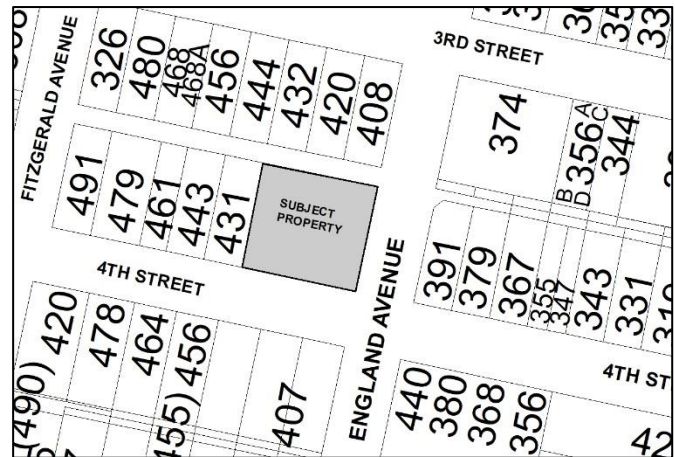 3RD STREET
FITZGERALD AVENUE
326
480
468
468A
456
444
432
420
408
374
356
A
C
B
D
344
491
479
461
443
431
SUBJECT
PROPERTY
4TH STREET
ENGLAND AVENUE
391
379
367
355
347
343
331
420
(490)
478
464
456
455)
407
440
380
368
356
4TH ST
42